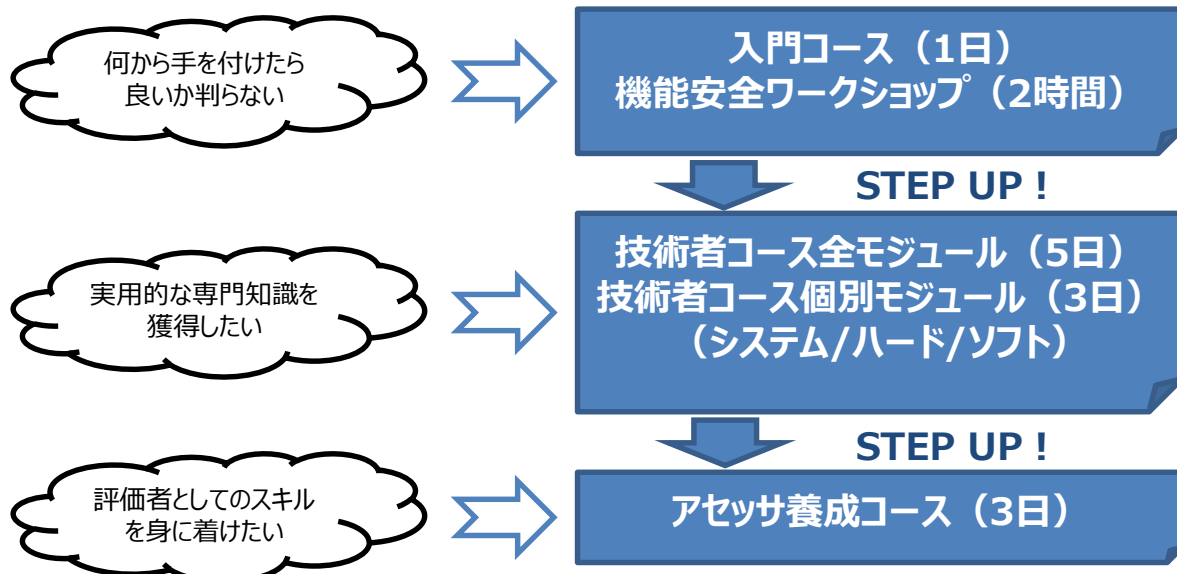 何から手を付けたら
良いか判らない
入門コース（1日）
機能安全ワークショップ（2時間）
STEP UP！
実用的な専門知識を
獲得したい
技術者コース全モジュール（5日）
技術者コース個別モジュール（3日）
（システム/ハード/ソフト）
STEP UP！
評価者としてのスキル
を身に着けたい
アセッサ養成コース（3日）